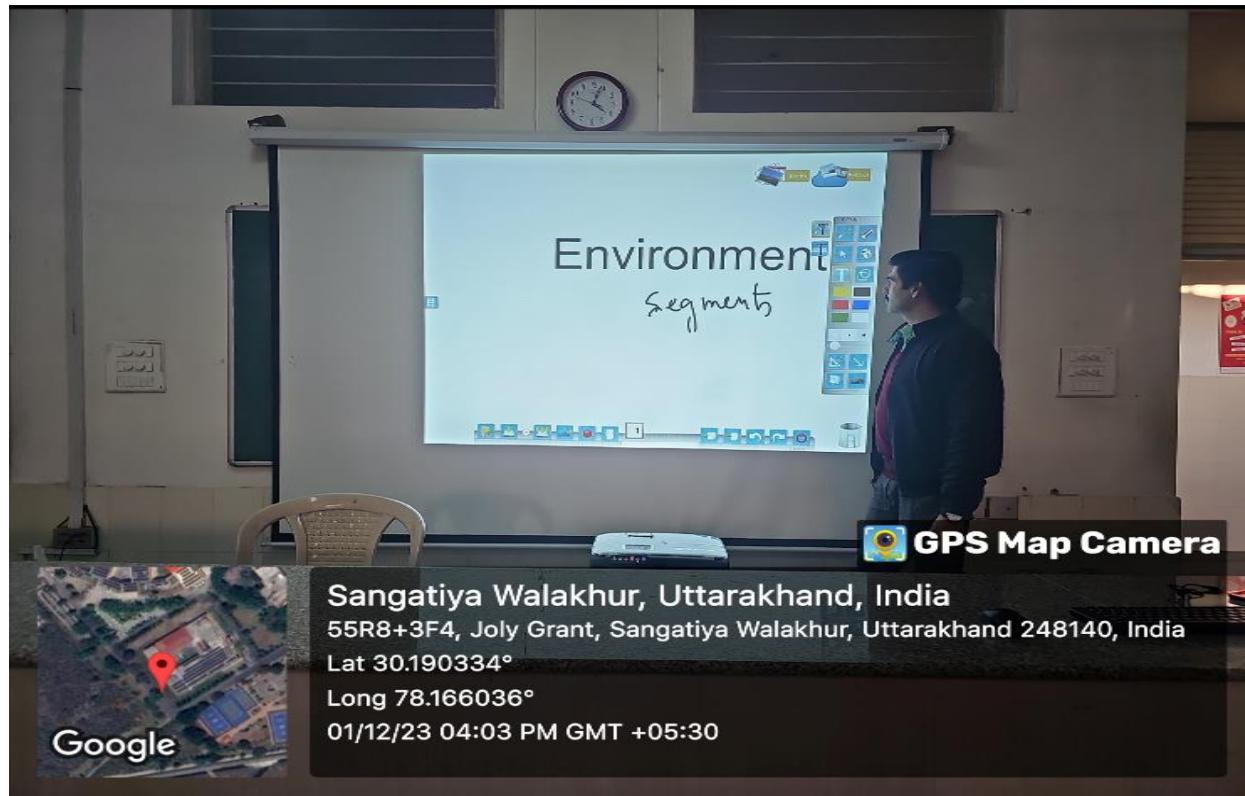 Environment
Segments
1
GPS Map Camera
Sangatiya Walakhur, Uttarakhand, India
55R8+3F4, Joly Grant, Sangatiya Walakhur, Uttarakhand 248140, India
Lat 30.190334°
Long 78.166036°
01/12/23 04:03 PM GMT +05:30
Google